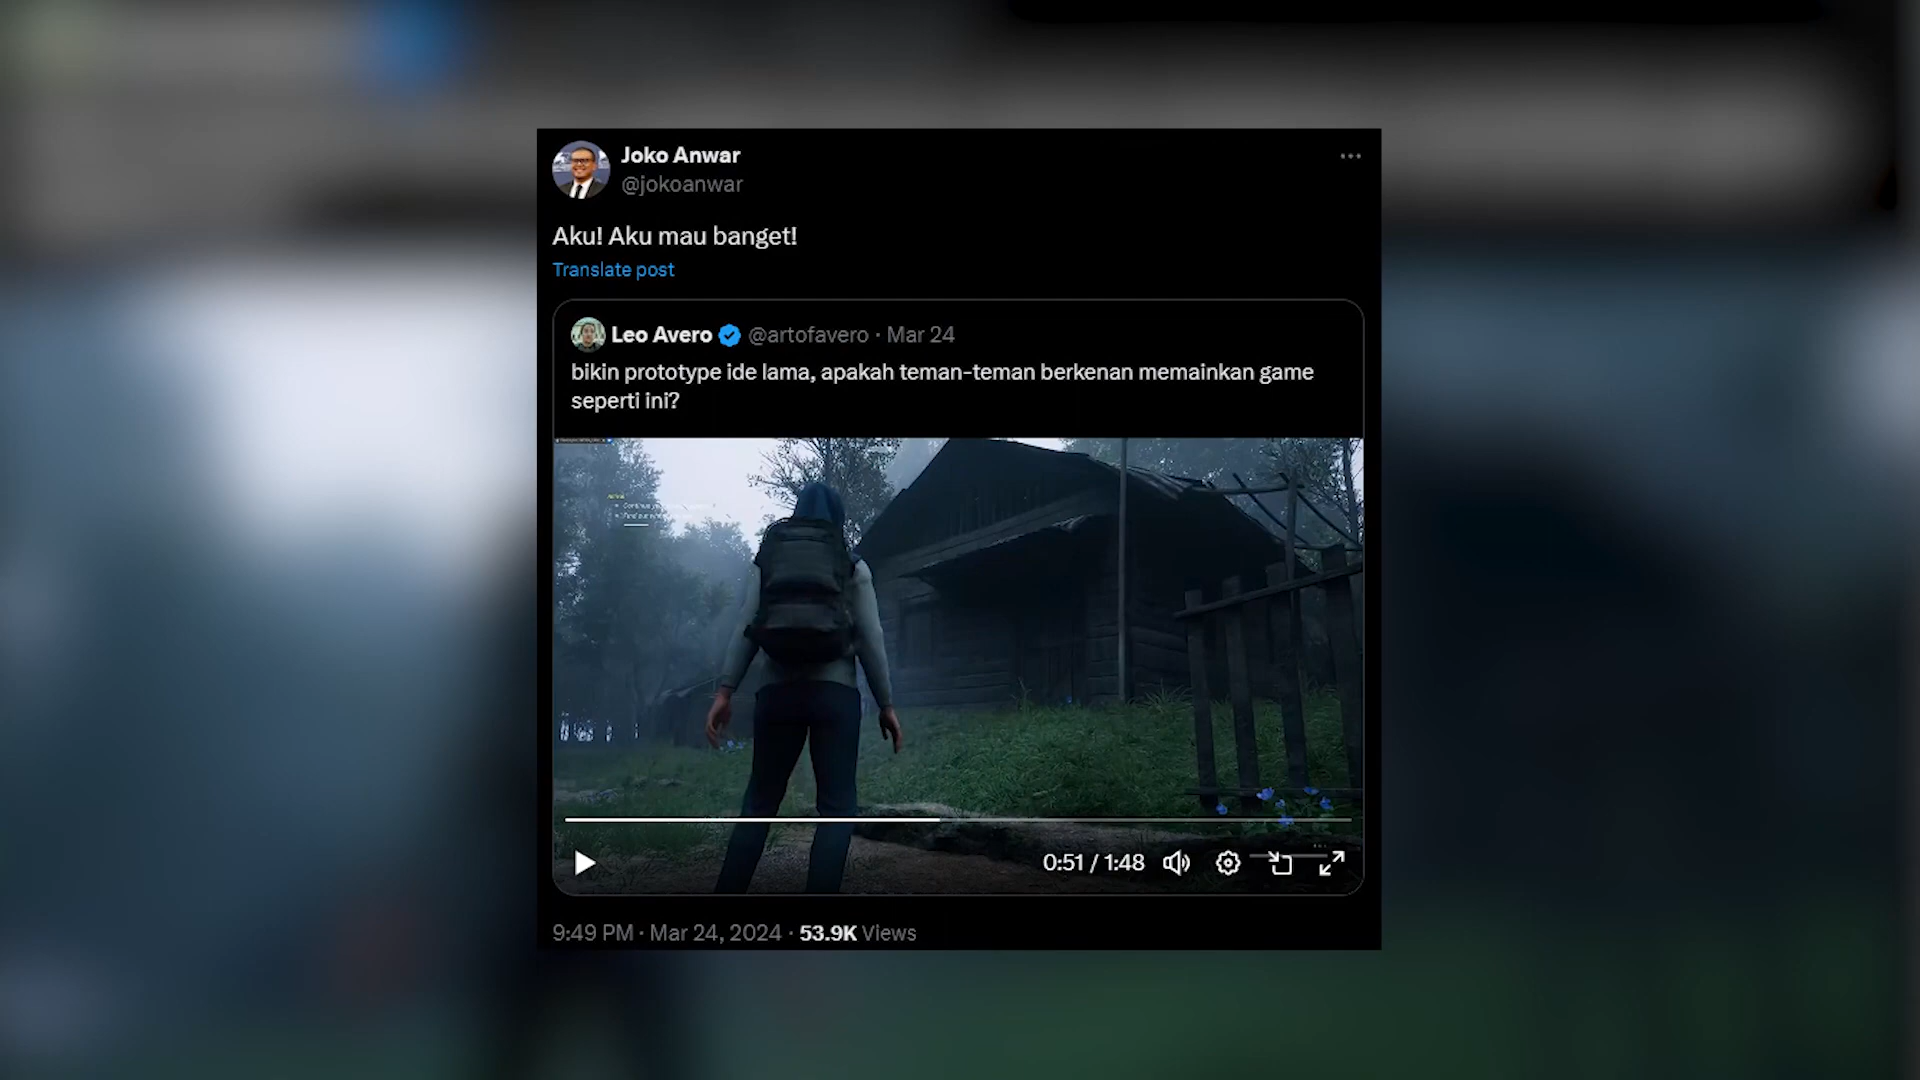 Joko Anwar
@jokoanwar
Aku! Aku mau banget!
Translate post
Leo Avero @artofavero · Mar 24
bikin prototype ide lama, apakah teman-teman berkenan memainkan game
seperti ini?
0:51 / 1:48
9:49 PM · Mar 24, 2024 · 53.9K Views